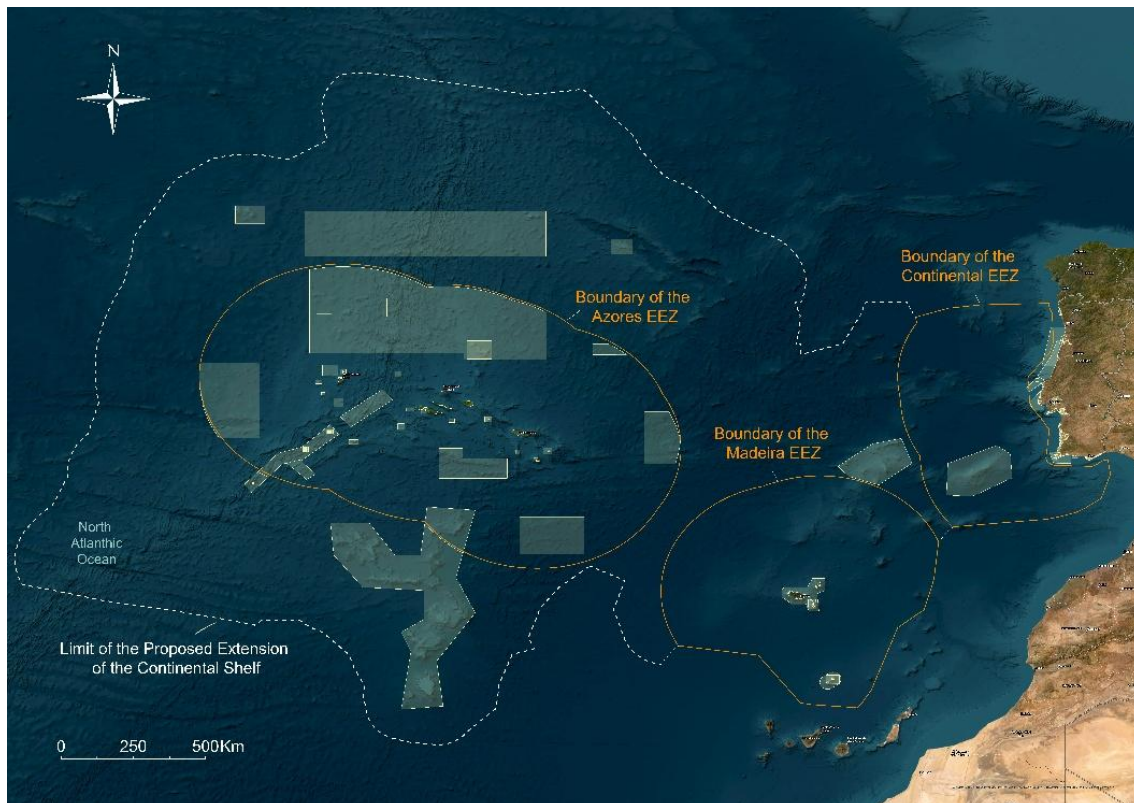 N
Boundary of the
Continental EEZ
Boundary of the
Azores EEZ
Boundary of the
Madeira EEZ
North
Atlanthic
Ocean
Limit of the Proposed Extension
of the Continental Shelf
0 250 500Km